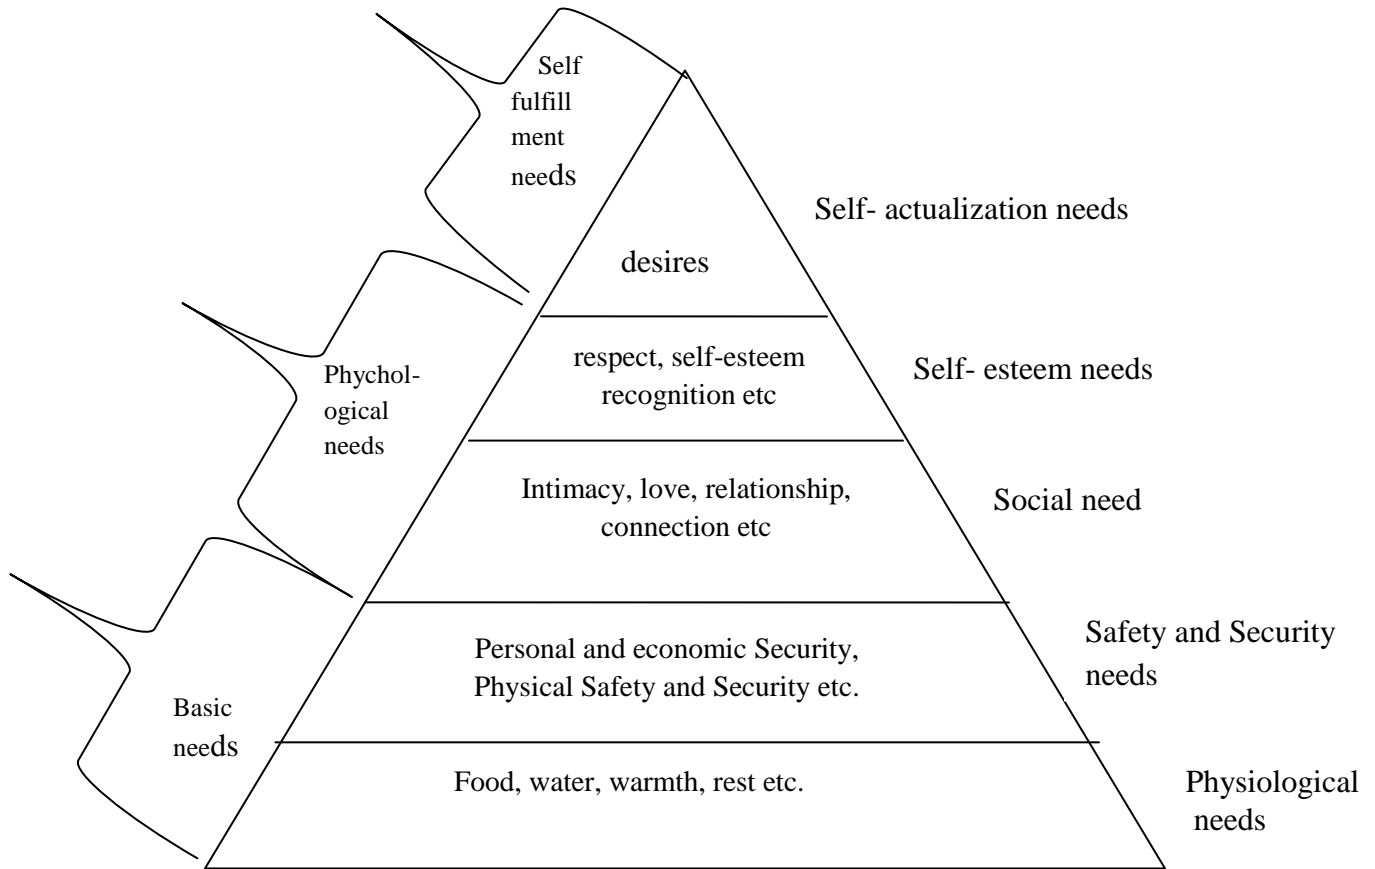 Self
fulfill
ment
needs
Self- actualization needs
desires
respect, self-esteem
recognition etc
Self- esteem needs
Phychol-
ogical
needs
Intimacy, love, relationship,
connection etc
Social need
Personal and economic Security,
Physical Safety and Security etc.
Safety and Security
needs
Basic
needs
Food, water, warmth, rest etc.
Physiological
needs